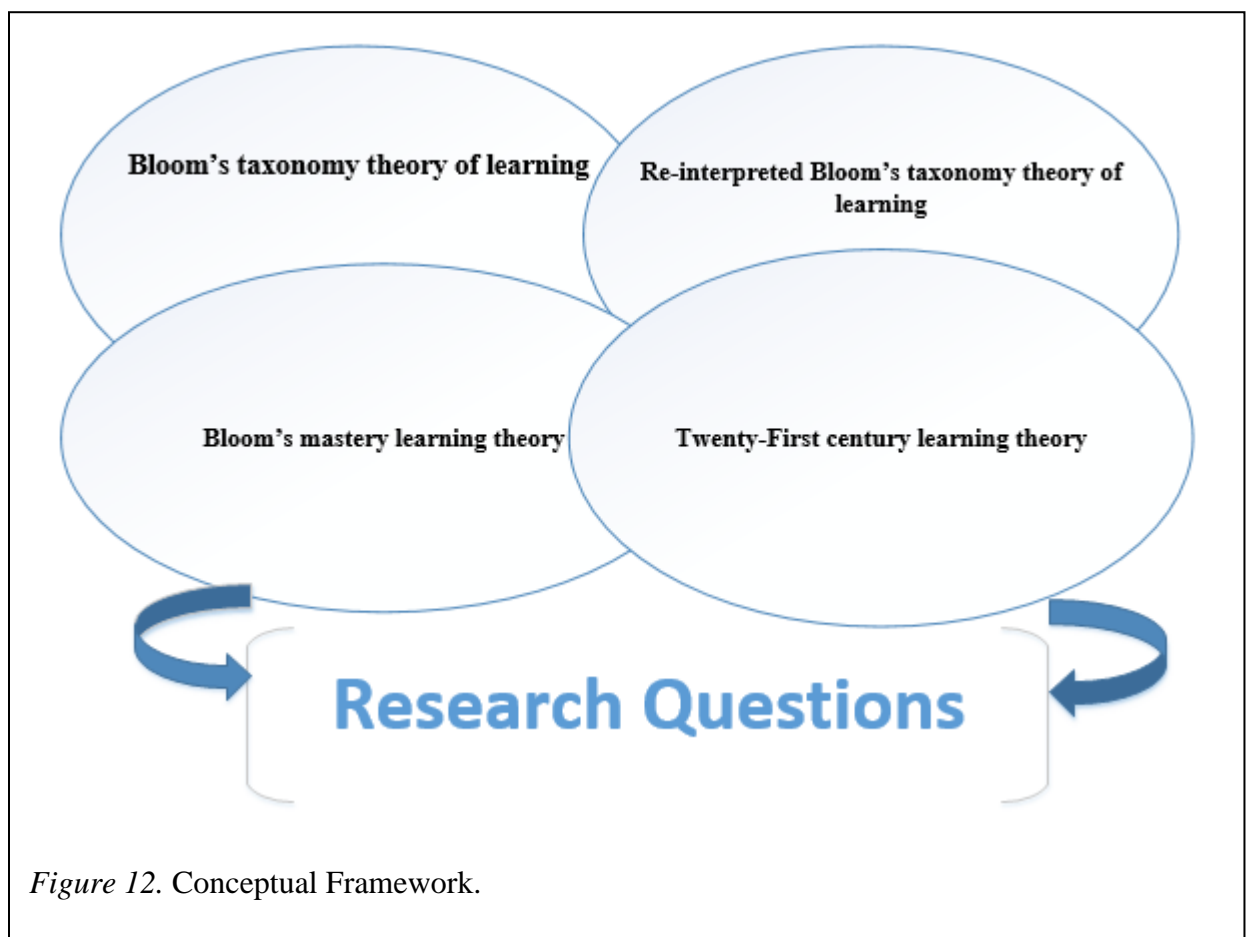 Bloom’s taxonomy theory of learning
Re-interpreted Bloom’s taxonomy theory of
learning
Bloom’s mastery learning theory
Twenty-First century learning theory
Research Questions
Figure 12. Conceptual Framework.